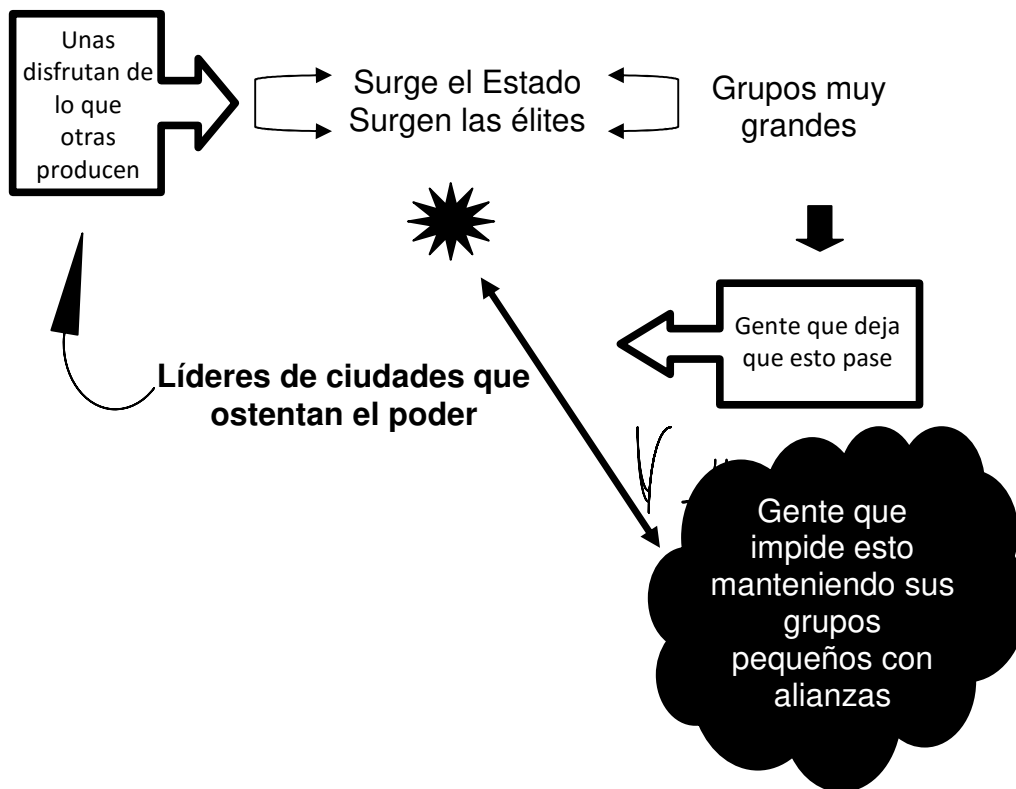 Unas
disfrutan de
lo que
otras
producen
Surge el Estado
Surgen las élites
Grupos muy
grandes
Gente que deja
que esto pase
Líderes de ciudades que
ostentan el poder
Gente que
impide esto
manteniendo sus
grupos
pequeños con
alianzas